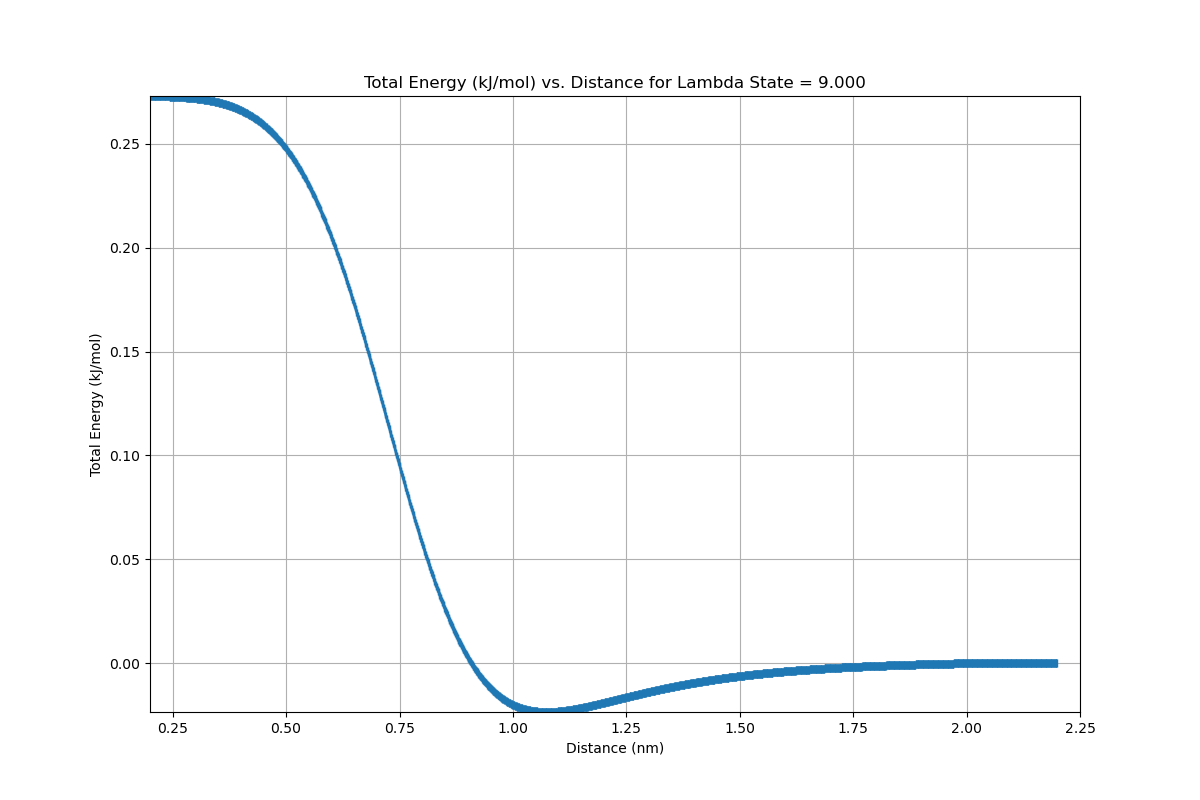 Total Energy (kJ/mol) vs. Distance for Lambda State = 9.000
Total Energy (kJ/mol)
0.25
0.20
0.15
0.10
0.05
0.00
0.25 0.50 0.75 1.00 1.25 1.50 1.75 2.00 2.25
Distance (nm)